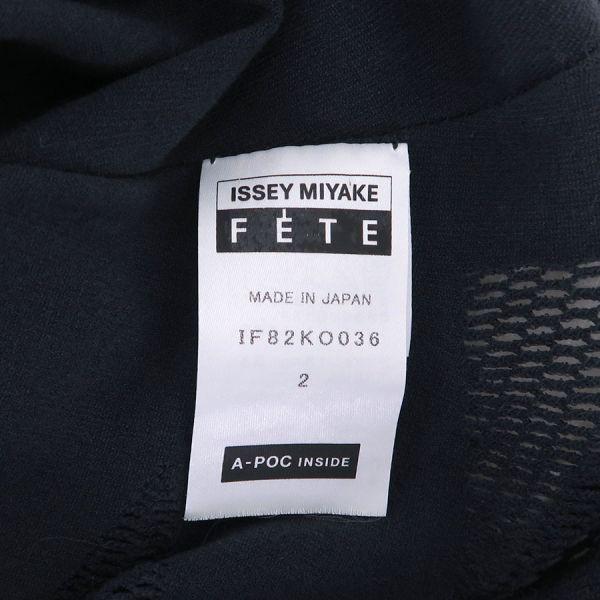 ISSEY MIYAKE
FÊTE
MADE IN JAPAN
IF82KO036
2
A-POC INSIDE